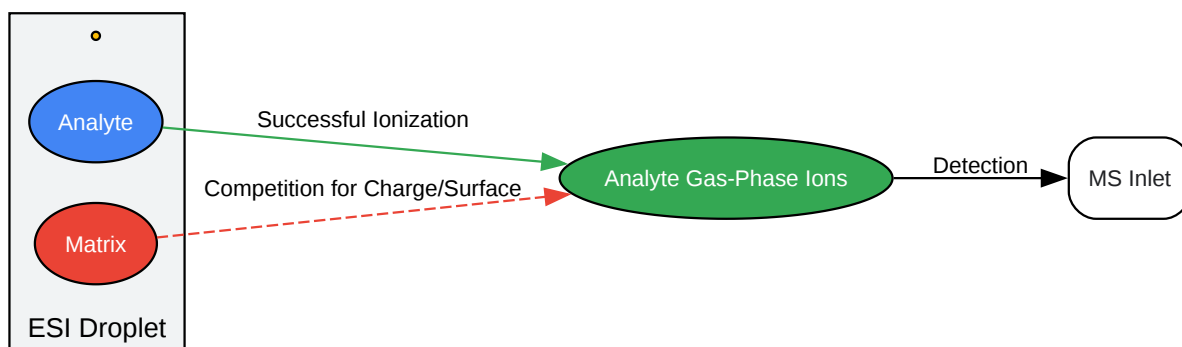 Analyte
Successful Ionization
Competition for Charge/Surface
Matrix
ESI Droplet
Analyte Gas-Phase Ions
Detection
MS Inlet